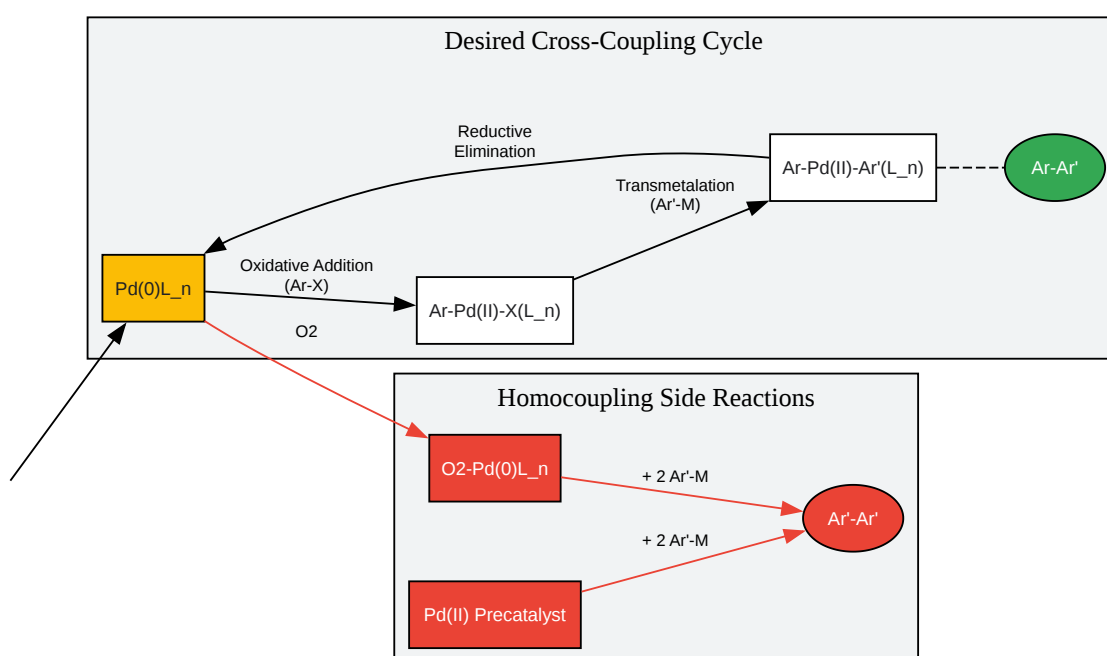 Desired Cross-Coupling Cycle
Reductive
Elimination
Ar-Pd(II)-Ar'(L_n)
Ar-Ar'
Transmetalation
(Ar'-M)
Oxidative Addition
(Ar-X)
Pd(0)L_n
Ar-Pd(II)-X(L_n)
O2
Homocoupling Side Reactions
O2-Pd(0)L_n
+ 2 Ar'-M
Ar'-Ar'
+ 2 Ar'-M
Pd(II) Precatalyst